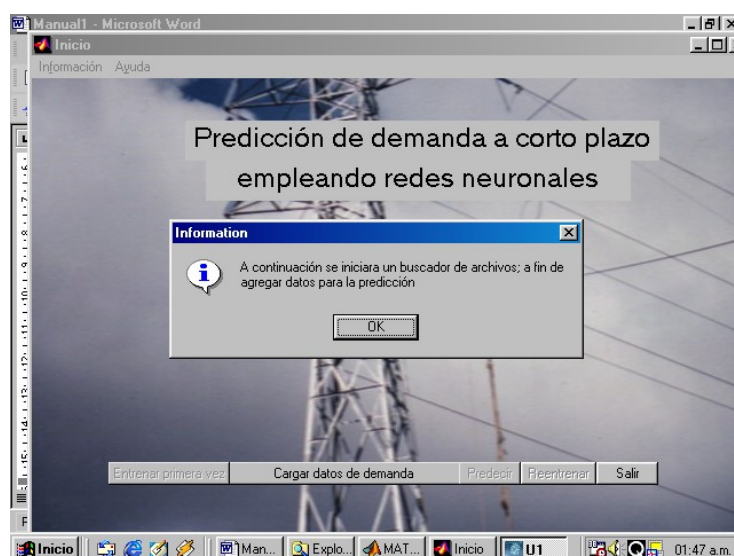 Manual1 - Microsoft Word
Inicio
Información Ayuda
Predicción de demanda a corto plazo
empleando redes neuronales
Information
A continuación se iniciara un buscador de archivos; a fin de
agregar datos para la predicción
OK
Entrenar primera vez Cargar datos de demanda Predecir Reentrenar Salir
Inicio Man... Explo... MAT... Inicio U1 01:47 a.m.